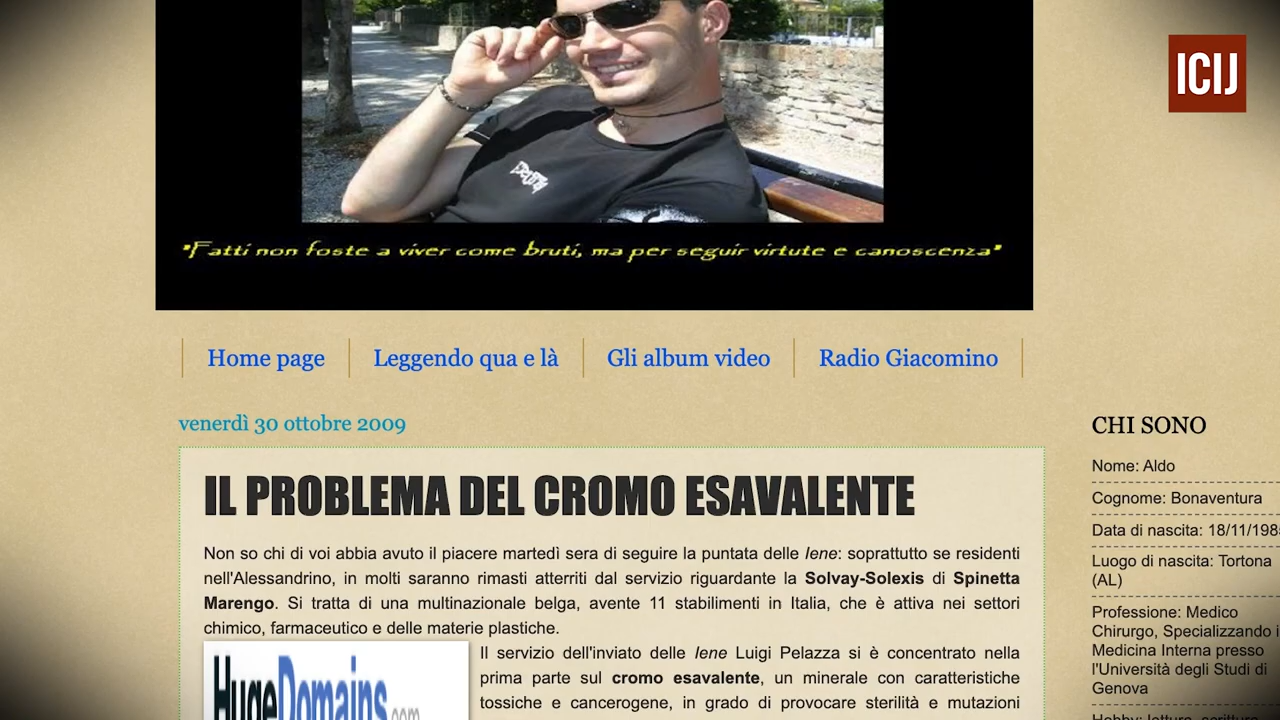 ICIJ
"Fatti non foste a viver come bruti, ma per seguir virtute e canoscenza"
Home page
Leggendo qua e là
Gli album video
Radio Giacomino
venerdì 30 ottobre 2009
IL PROBLEMA DEL CROMO ESAVALENTE
Non so chi di voi abbia avuto il piacere martedì sera di seguire la puntata delle Iene: soprattutto se residenti
nell'Alessandrino, in molti saranno rimasti atterriti dal servizio riguardante la Solvay-Solexis di Spinetta
Marengo. Si tratta di una multinazionale belga, avente 11 stabilimenti in Italia, che è attiva nei settori
chimico, farmaceutico e delle materie plastiche.
HugeDomains.com
Il servizio dell'inviato delle Iene Luigi Pelazza si è concentrato nella
prima parte sul cromo esavalente, un minerale con caratteristiche
tossiche e cancerogene, in grado di provocare sterilità e mutazioni
CHI SONO
Nome: Aldo
Cognome: Bonaventura
Data di nascita: 18/11/198
Luogo di nascita: Tortona
(AL)
Professione: Medico
Chirurgo, Specializzando i
Medicina Interna presso
l'Università degli Studi di
Genova